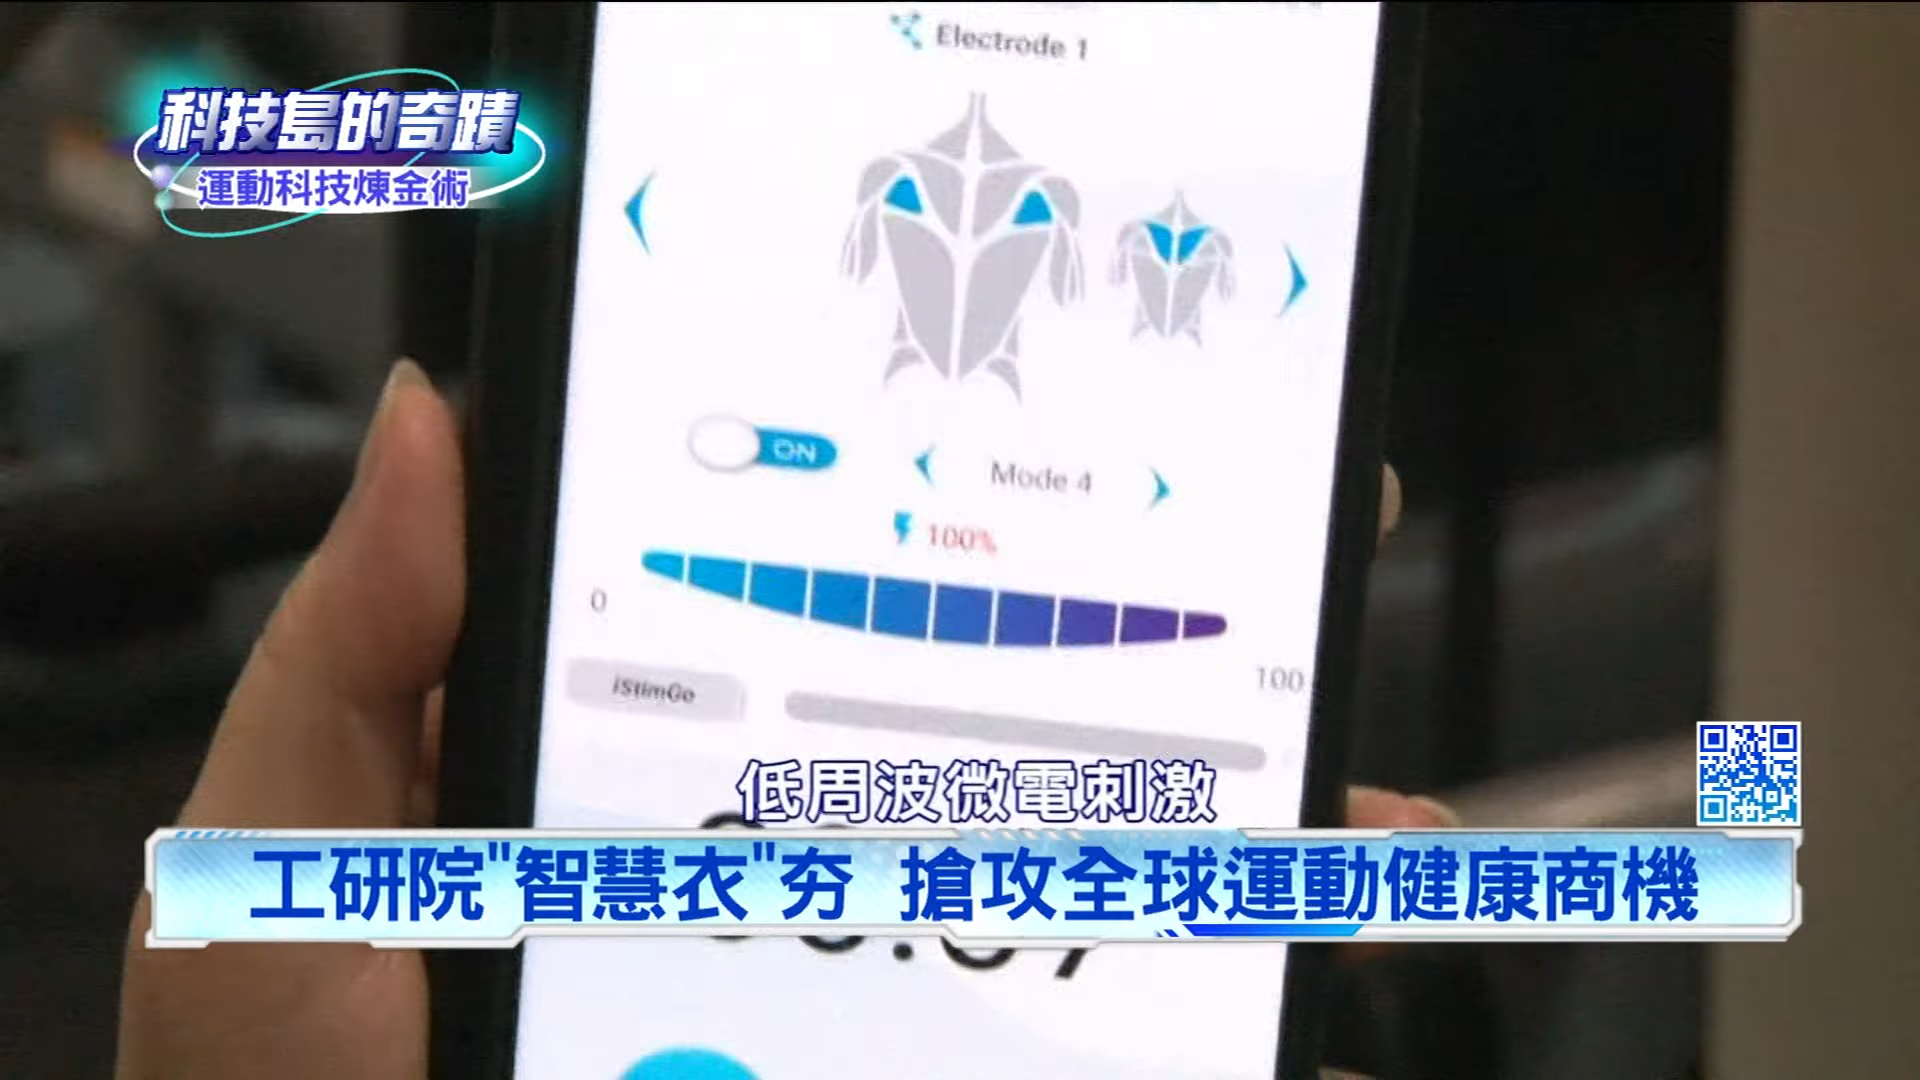 Electrode 1
科技島的奇蹟
運動科技煉金術
ON
Mode 4
100%
0
100
iStimGo
低周波微電刺激
工研院"智慧衣"夯 搶攻全球運動健康商機